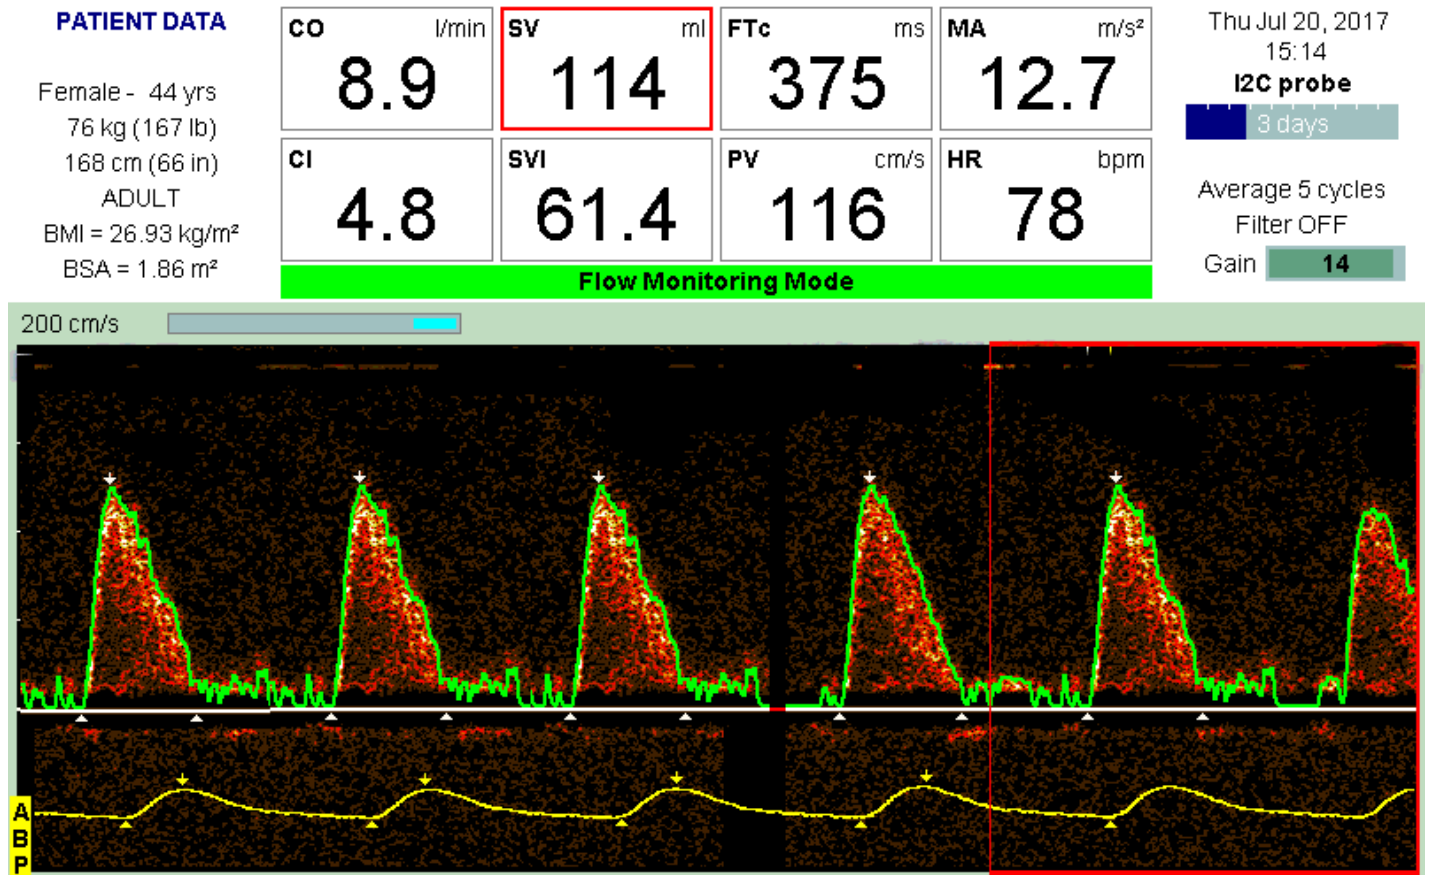 PATIENT DATA
Female - 44 yrs
76 kg (167 lb)
168 cm (66 in)
ADULT
BMI = 26.93 kg/m²
BSA = 1.86 m²
CO l/min
8.9
SV ml
114
FTc ms
375
MA m/s²
12.7
CI
4.8
SVI
61.4
PV cm/s
116
HR bpm
78
Flow Monitoring Mode
Thu Jul 20, 2017
15:14
I2C probe
3 days
Average 5 cycles
Filter OFF
Gain 14
200 cm/s
A
B
P